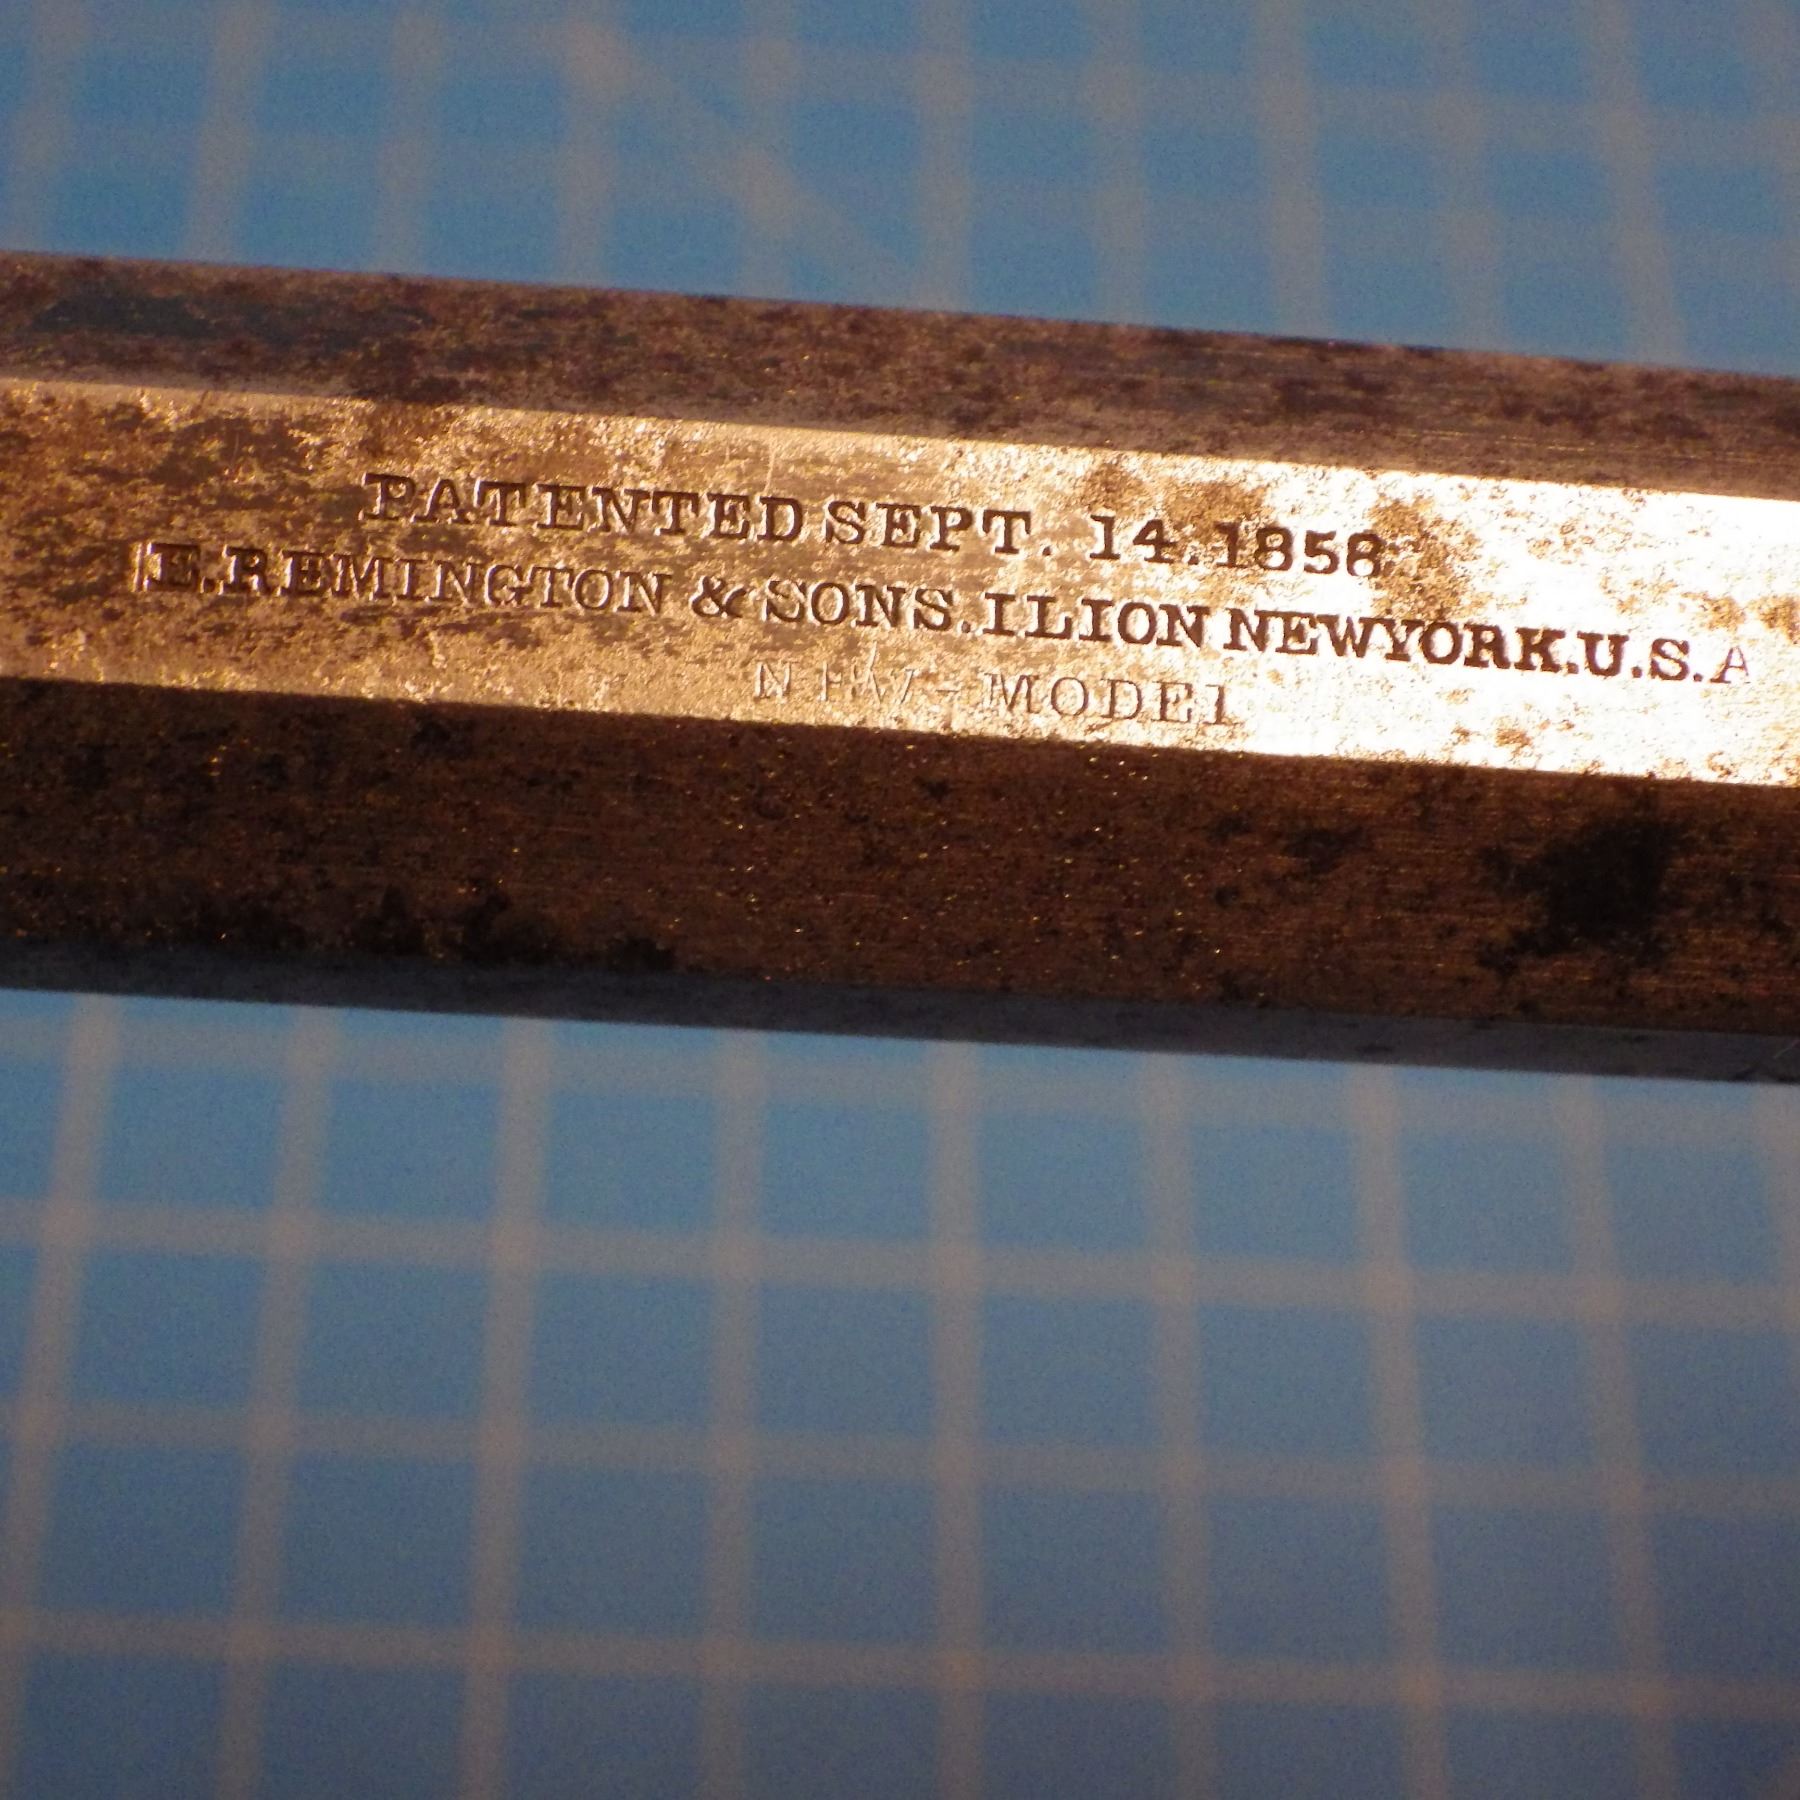 PATENTED SEPT. 14.1858
E.REMINGTON & SONS.ILION NEWYORK.U.S.A
NEW-MODEL